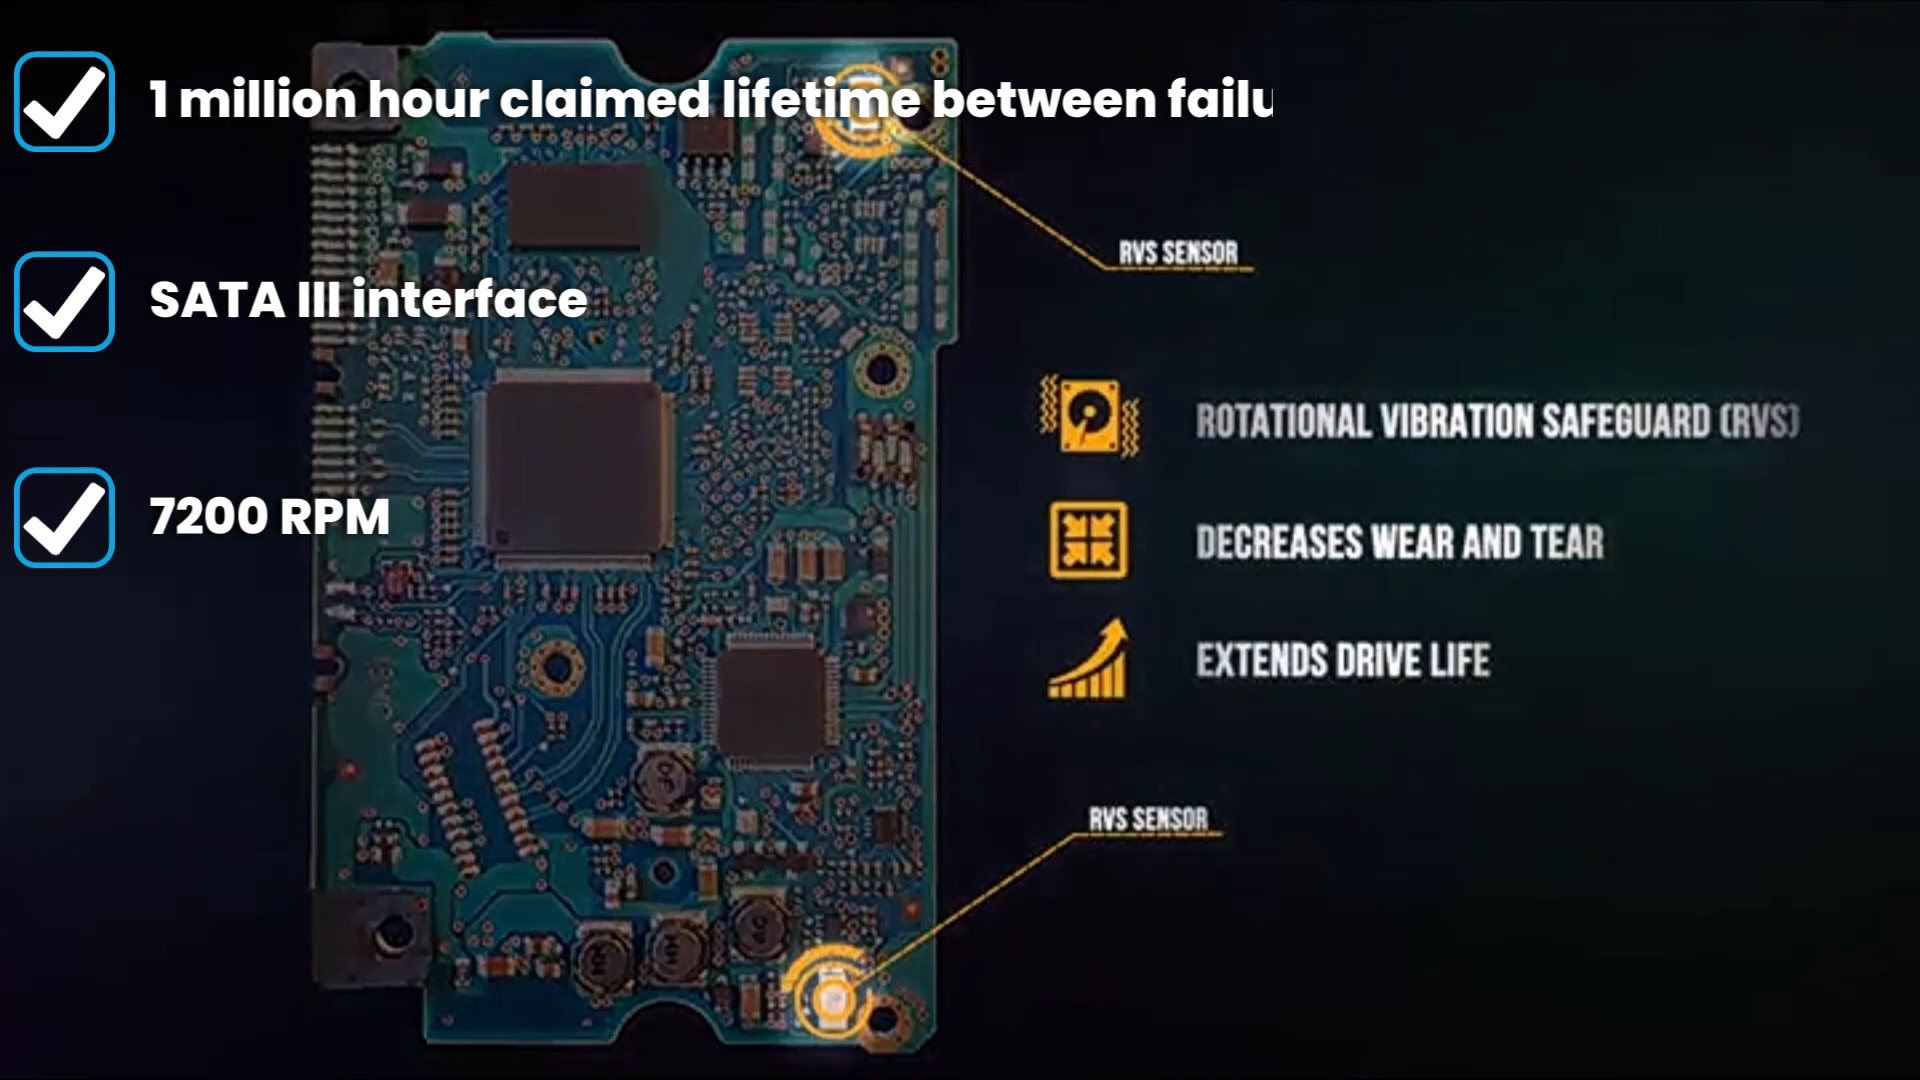 1 million hour claimed lifetime between failu
RVS SENSOR
SATA III interface
ROTATIONAL VIBRATION SAFEGUARD (RVS)
7200 RPM
DECREASES WEAR AND TEAR
EXTENDS DRIVE LIFE
RVS SENSOR